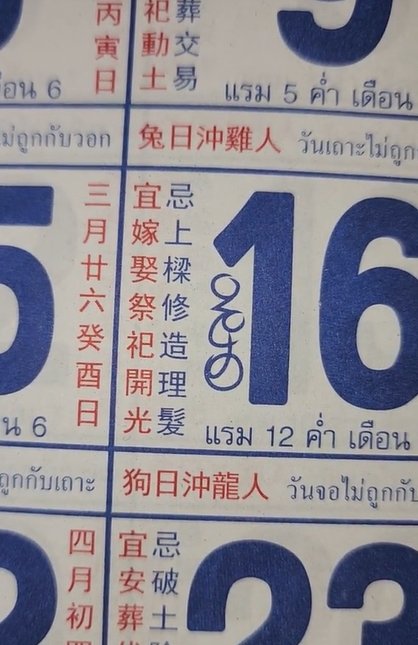 丙寅日
祀動土
葬交易
9
อน 6
แรม 5 ค่ำ เดือน
ม่ถูกกับวอก
兔日沖雞人
วันเถาะไม่ถูก
5
三月廿六癸酉日
宜嫁娶祭祀開光
忌上樑修造理髮
16
น 6
แรม 12 ค่ำ เดือน
ถูกกับเถาะ
狗日沖龍人
วันจอไม่ถูกกับ
2
四月初
宜安葬
忌破土
23